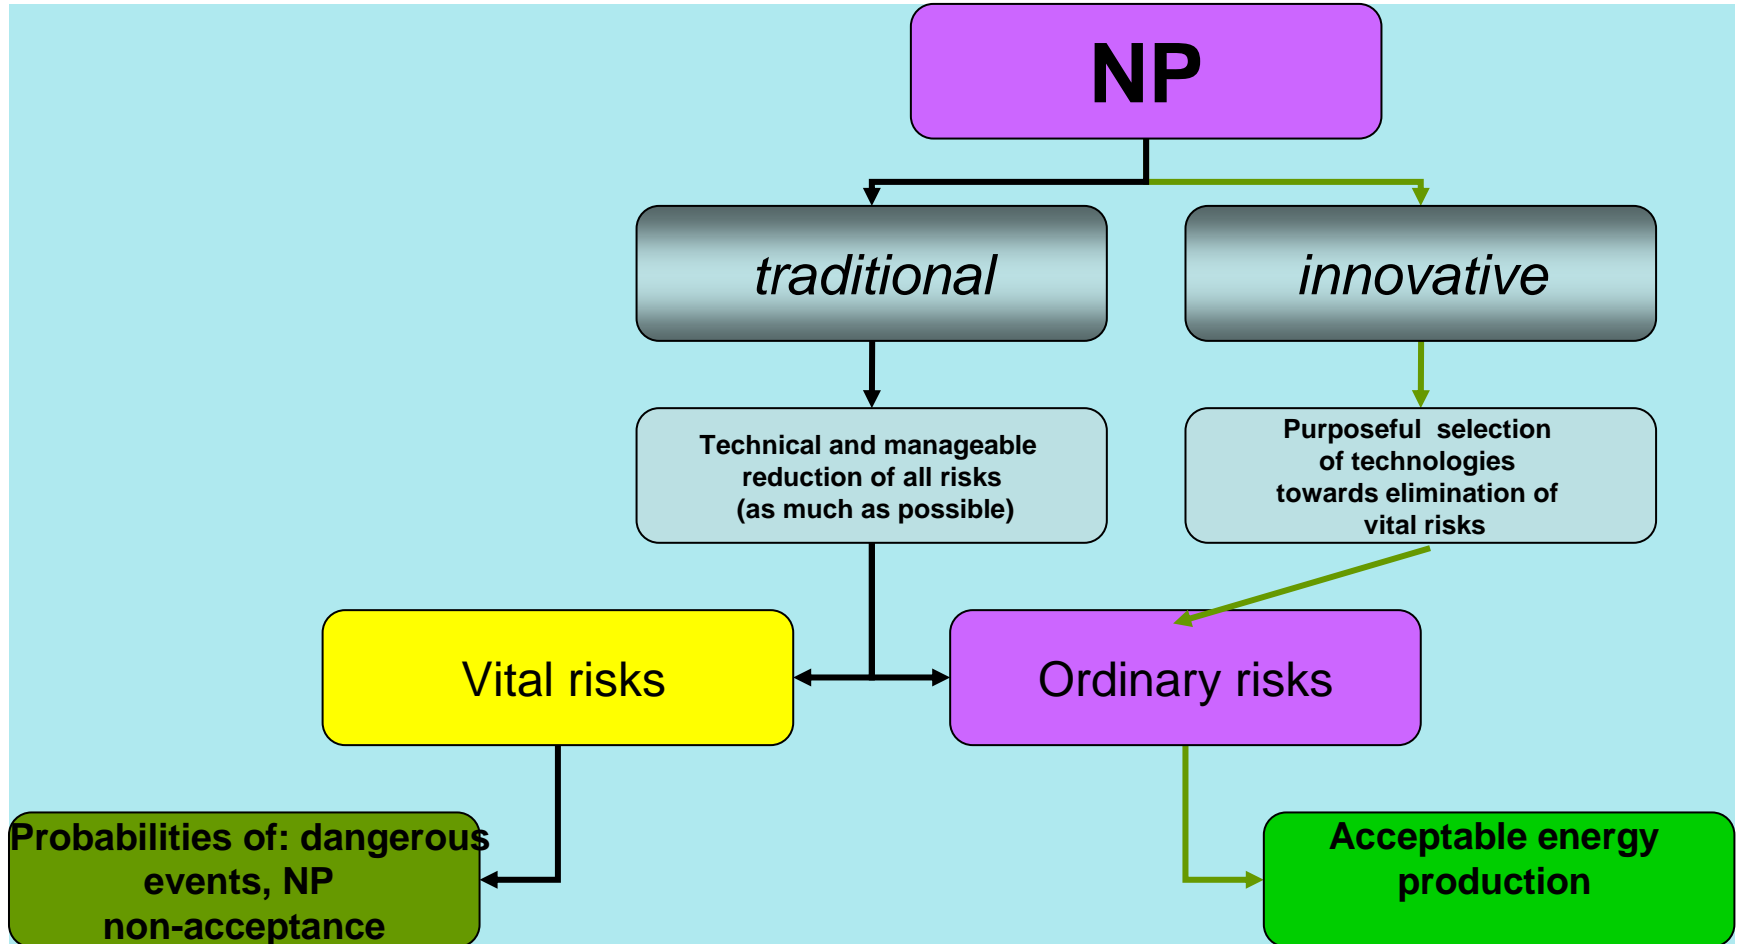 NP
traditional
innovative
Technical and manageable
reduction of all risks
(as much as possible)
Purposeful selection
of technologies
towards elimination of
vital risks
Vital risks
Ordinary risks
Probabilities of: dangerous
events, NP
non-acceptance
Acceptable energy
production